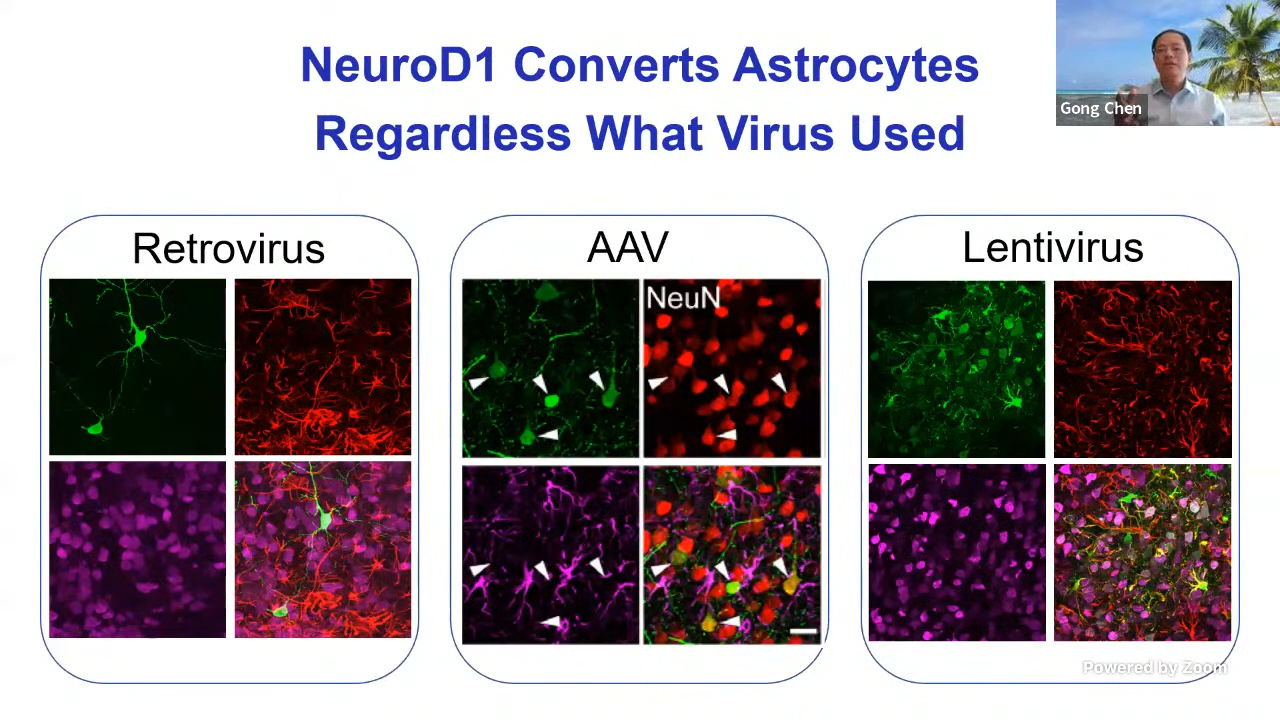 NeuroD1 Converts Astrocytes
Regardless What Virus Used
Gong Chen
Retrovirus
AAV
Lentivirus
NeuN
Powered by Zoom